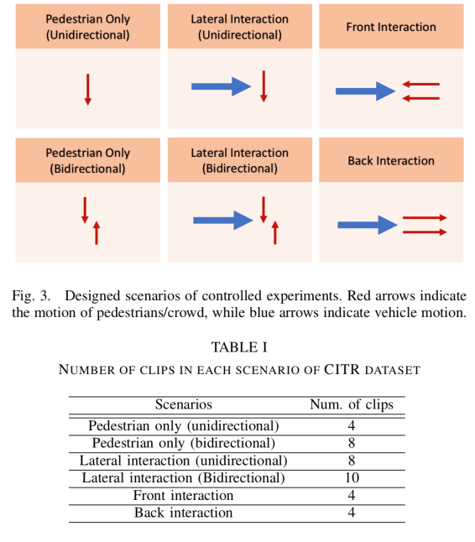 Pedestrian Only
(Unidirectional)
Lateral Interaction
(Unidirectional)
Front Interaction
Pedestrian Only
(Bidirectional)
Lateral Interaction
(Bidirectional)
Back Interaction
Fig. 3. Designed scenarios of controlled experiments. Red arrows indicate
the motion of pedestrians/crowd, while blue arrows indicate vehicle motion.
TABLE I
NUMBER OF CLIPS IN EACH SCENARIO OF CITR DATASET
Scenarios Num. of clips
Pedestrian only (unidirectional) 4
Pedestrian only (bidirectional) 8
Lateral interaction (unidirectional) 8
Lateral interaction (Bidirectional) 10
Front interaction 4
Back interaction 4